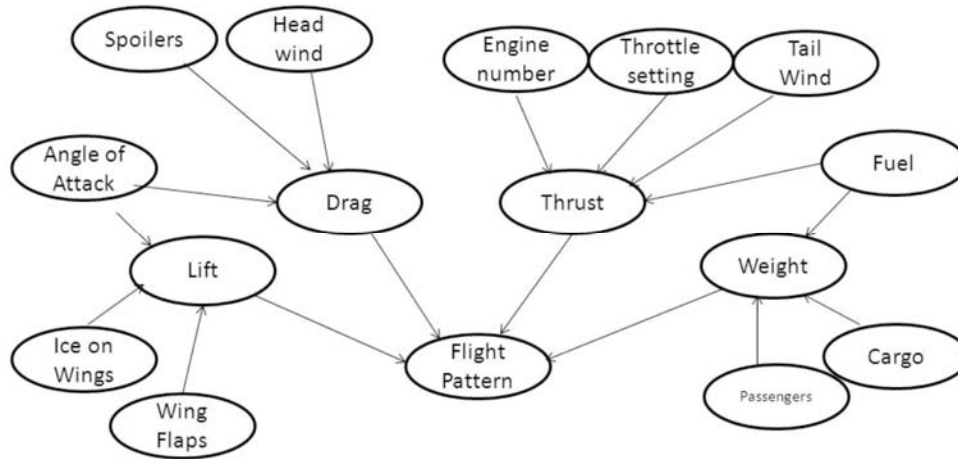 Spoilers
Head
wind
Engine
number
Throttle
setting
Tail
Wind
Angle of
Attack
Drag
Thrust
Fuel
Lift
Weight
Ice on
Wings
Flight
Pattern
Cargo
Passengers
Wing
Flaps